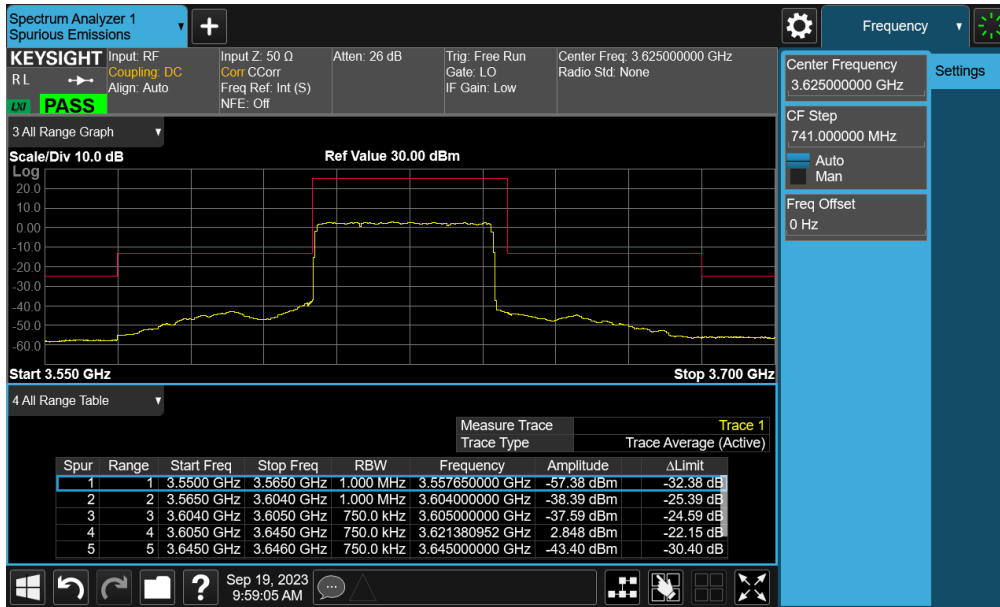 Spectrum Analyzer 1
Spurious Emissions
+
Frequency
KEYSIGHT
R L
LXI
PASS
Input: RF
Coupling: DC
Align: Auto
Input Z: 50 Ω
Corr CCorr
Freq Ref: Int (S)
NFE: Off
Atten: 26 dB
Trig: Free Run
Gate: LO
IF Gain: Low
Center Freq: 3.625000000 GHz
Radio Std: None
Center Frequency
3.625000000 GHz
Settings
CF Step
741.000000 MHz
Auto
Man
Freq Offset
0 Hz
3 All Range Graph
Scale/Div 10.0 dB
Ref Value 30.00 dBm
Log
20.0
10.0
0.00
-10.0
-20.0
-30.0
-40.0
-50.0
-60.0
Start 3.550 GHz
Stop 3.700 GHz
4 All Range Table
Measure Trace Trace 1
Trace Type Trace Average (Active)
Spur Range Start Freq Stop Freq RBW Frequency Amplitude ΔLimit
1 1 3.5500 GHz 3.5650 GHz 1.000 MHz 3.557650000 GHz -57.38 dBm -32.38 dB
2 2 3.5650 GHz 3.6040 GHz 1.000 MHz 3.604000000 GHz -38.39 dBm -25.39 dB
3 3 3.6040 GHz 3.6050 GHz 750.0 kHz 3.605000000 GHz -37.59 dBm -24.59 dB
4 4 3.6050 GHz 3.6450 GHz 750.0 kHz 3.621380952 GHz 2.848 dBm -22.15 dB
5 5 3.6450 GHz 3.6460 GHz 750.0 kHz 3.645000000 GHz -43.40 dBm -30.40 dB
?
Sep 19, 2023
9:59:05 AM